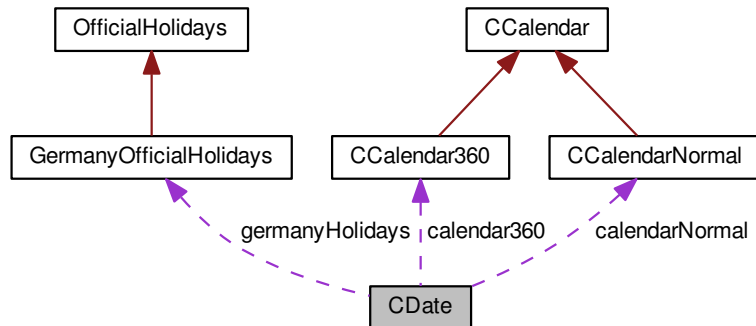 OfficialHolidays
CCalendar
GermanyOfficialHolidays
CCalendar360
CCalendarNormal
germanyHolidays
calendar360
calendarNormal
CDate